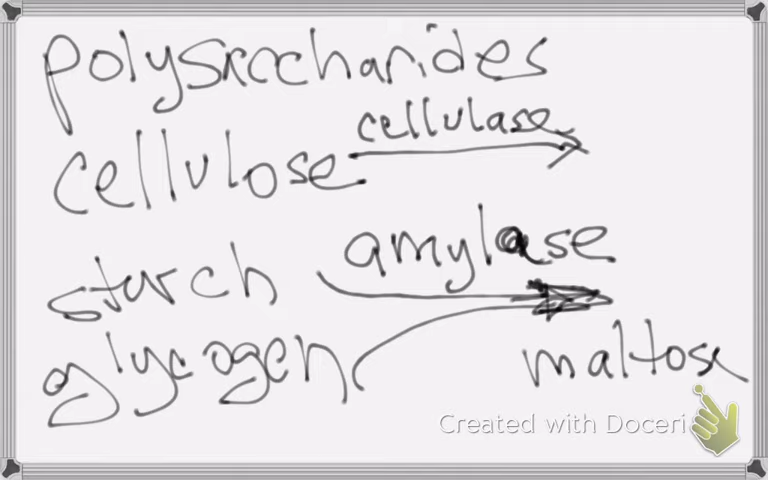 polysaccharides
cellulase
cellulose
amylase
starch
glycogen
maltose
Created with Doceri